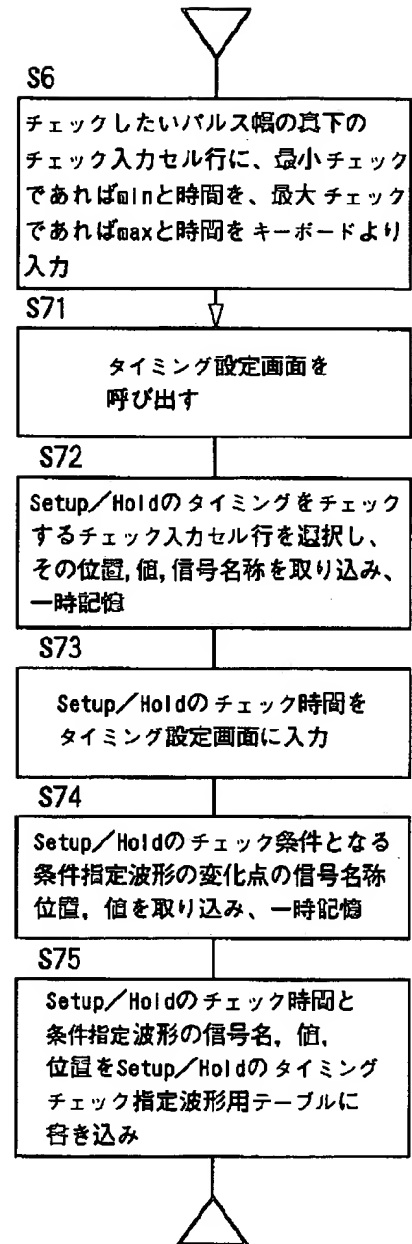 S6
チェックしたいパルス幅の真下の
チェック入力セル行に、最小チェック
であればminと時間を、最大チェック
であればmaxと時間をキーボードより
入力
S71
タイミング設定画面を
呼び出す
S72
Setup/Holdのタイミングをチェック
するチェック入力セル行を選択し、
その位置,値,信号名称を取り込み、
一時記憶
S73
Setup/Holdのチェック時間を
タイミング設定画面に入力
S74
Setup/Holdのチェック条件となる
条件指定波形の変化点の信号名称
位置,値を取り込み、一時記憶
S75
Setup/Holdのチェック時間と
条件指定波形の信号名,値,
位置をSetup/Holdのタイミング
チェック指定波形用テーブルに
書き込み